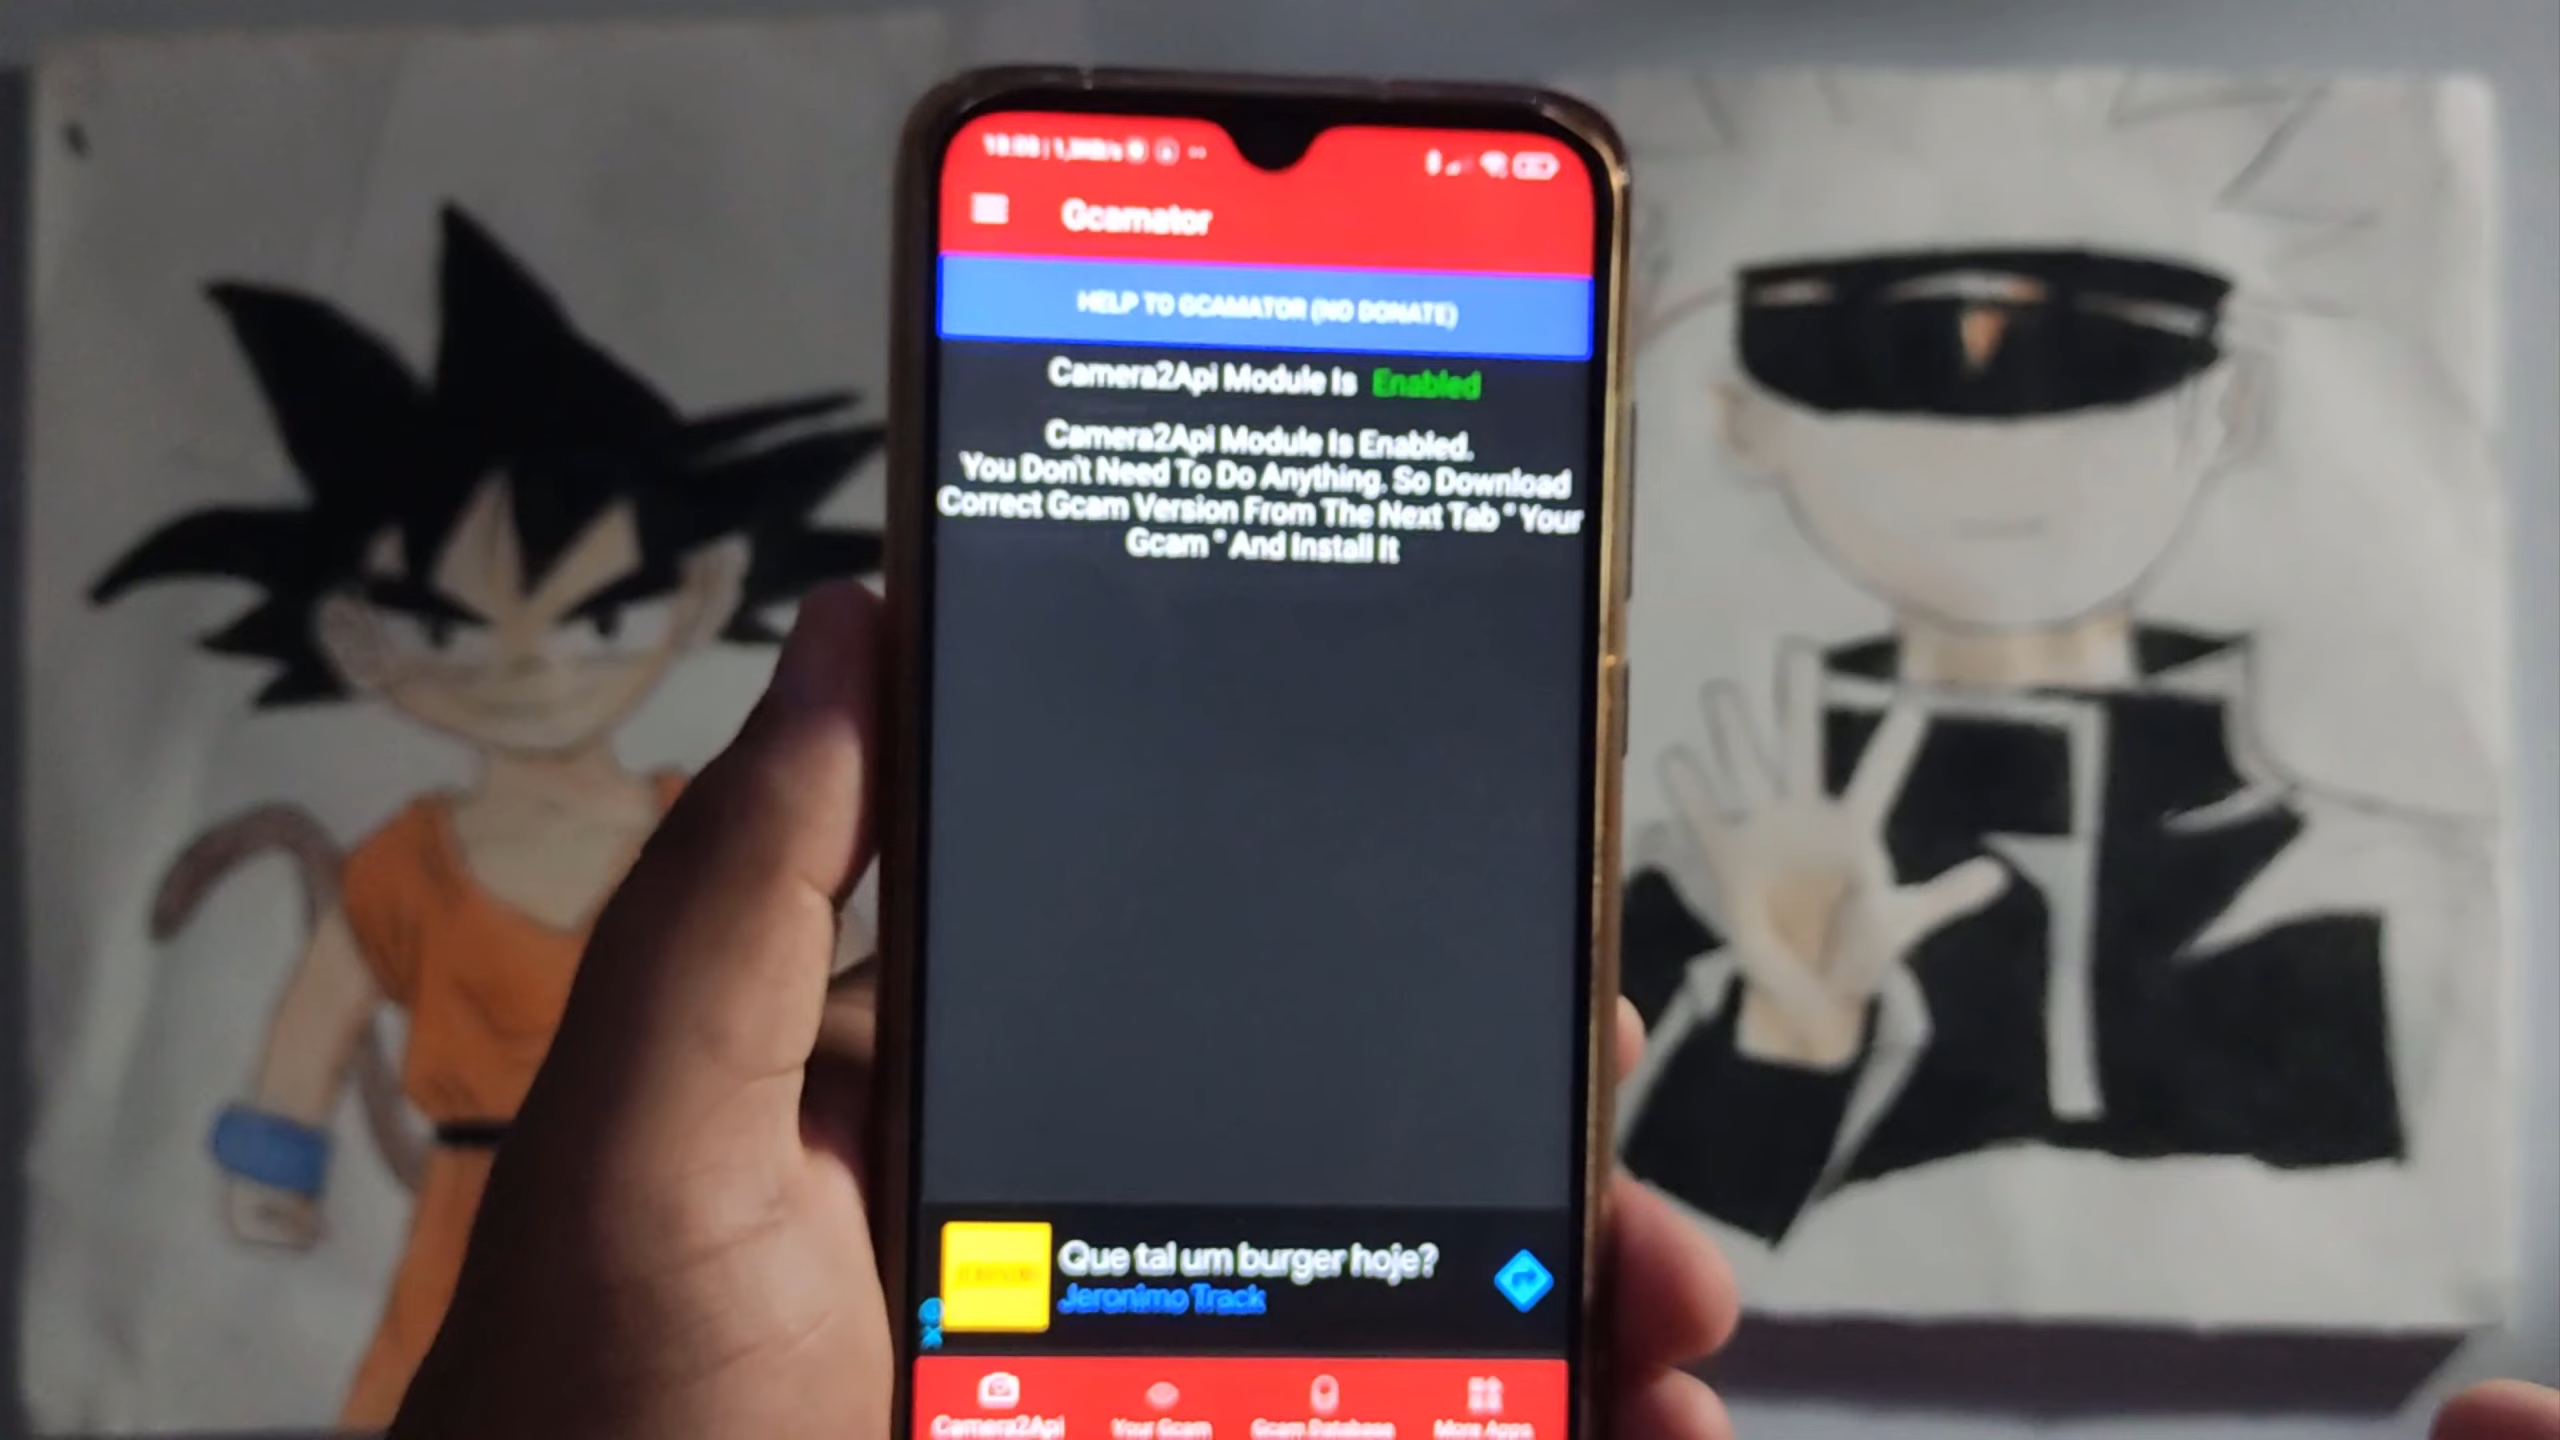 Gcamator
HELP TO GCAMATOR (NO DONATE)
Camera2Api Module Is Enabled
Camera2Api Module Is Enabled.
You Don't Need To Do Anything. So Download
Correct Gcam Version From The Next Tab " Your
Gcam " And Install It
Que tal um burger hoje?
Jeronimo Track
Camera2Api
Your Gcam
Gcam Database
More Apps